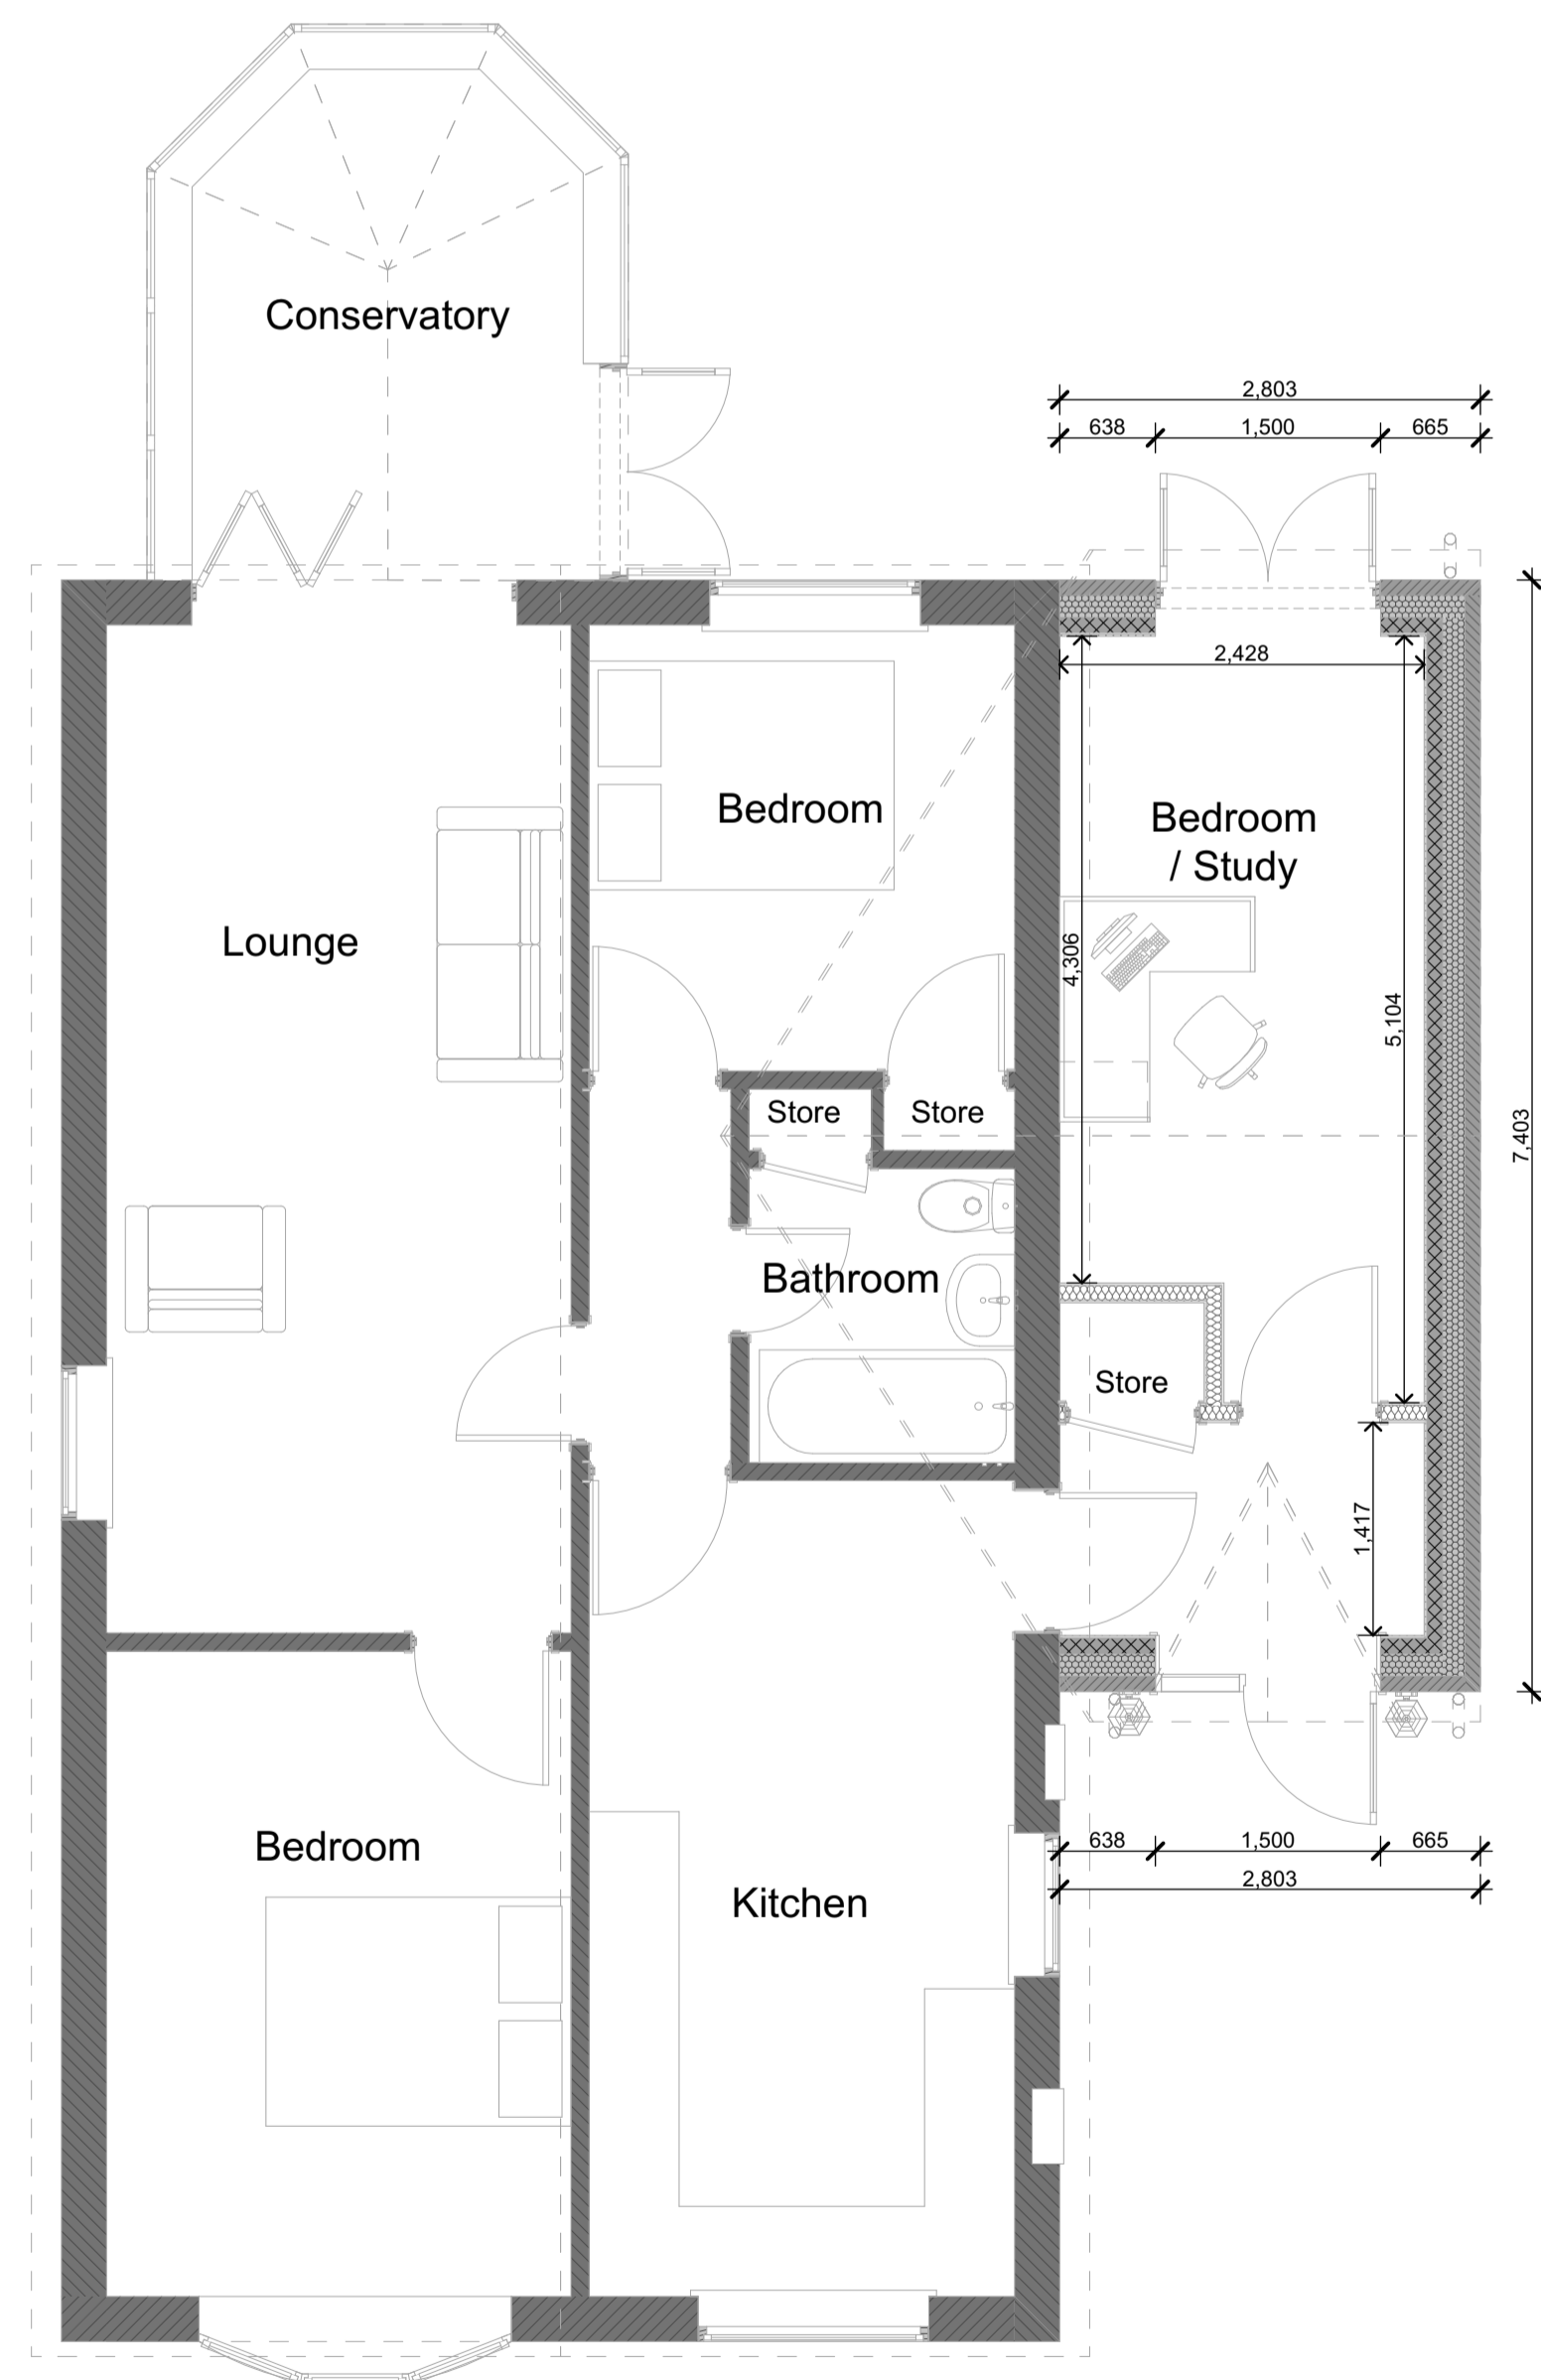 Conservatory
2,803
638
1,500
665
2,428
Bedroom
Bedroom
/ Study
Lounge
4,306
5,104
7,403
Store
Store
Bathroom
Store
1,417
Bedroom
Kitchen
638
1,500
665
2,803